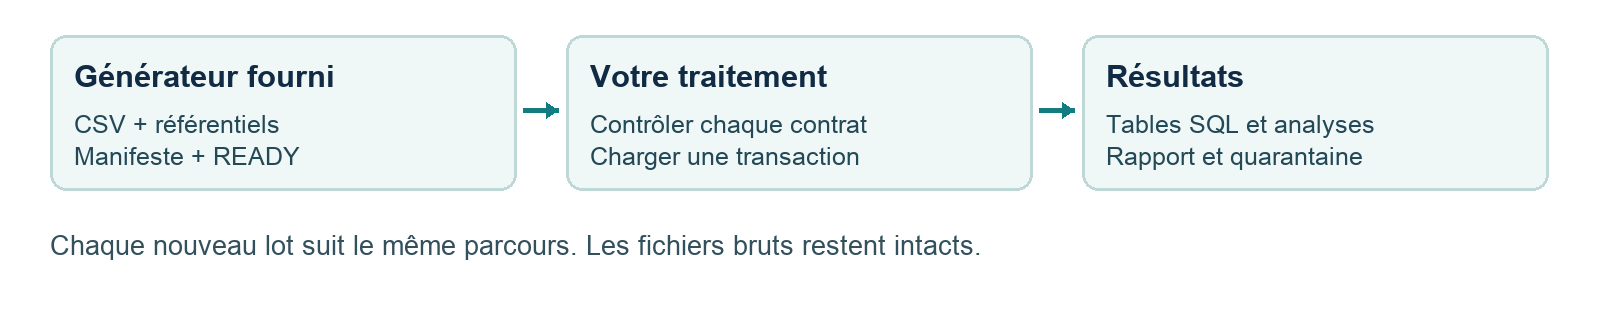 Générateur fourni
CSV + référentiels
Manifeste + READY
Votre traitement
Contrôler chaque contrat
Charger une transaction
Résultats
Tables SQL et analyses
Rapport et quarantaine
Chaque nouveau lot suit le même parcours. Les fichiers bruts restent intacts.